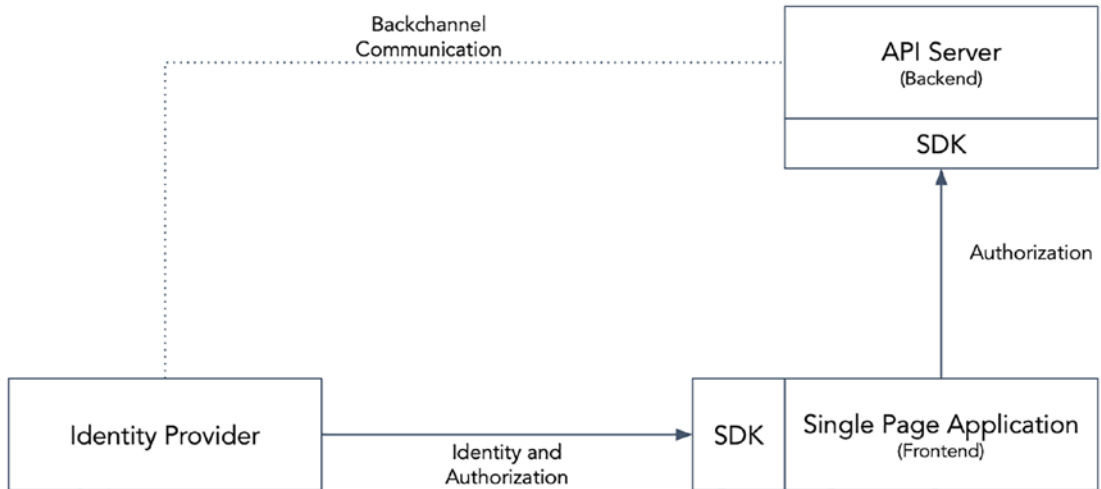 Backchannel
Communication
API Server
(Backend)
SDK
Authorization
Identity Provider
Identity and
Authorization
SDK
Single Page Application
(Frontend)